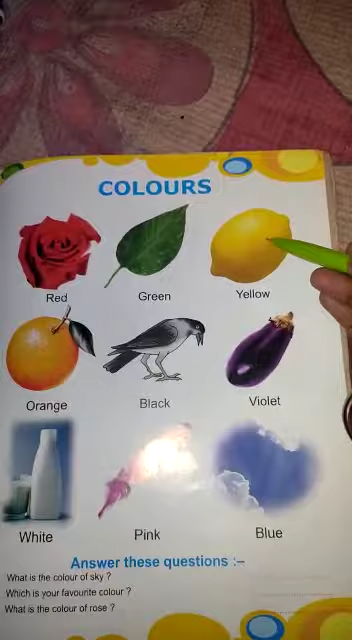 COLOURS
Red Green Yellow
Orange Black Violet
White Pink Blue
Answer these questions :–
What is the colour of sky ?
Which is your favourite colour ?
What is the colour of rose ?